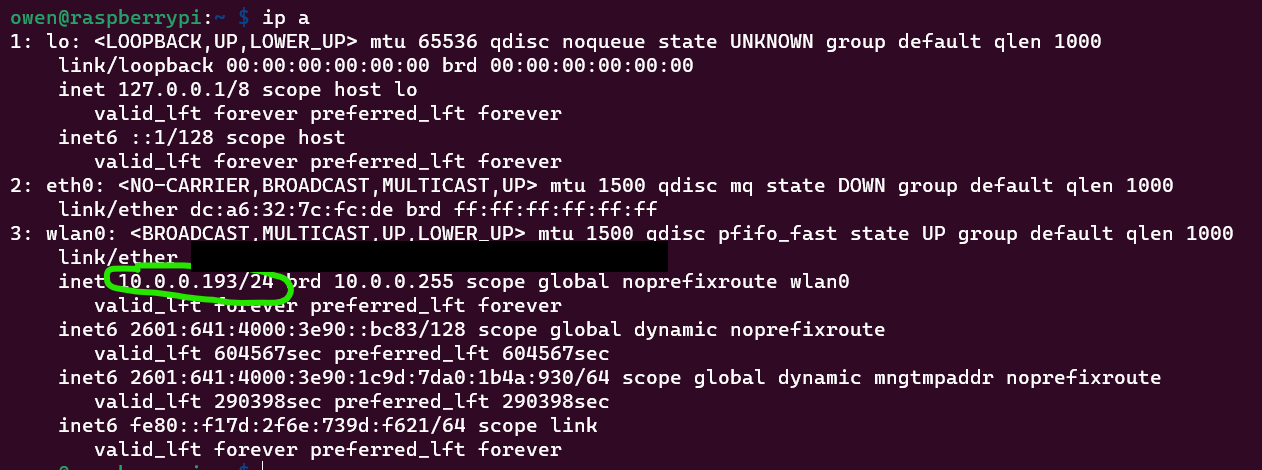 owen@raspberrypi:~ $ ip a
1: lo: <LOOPBACK,UP,LOWER_UP> mtu 65536 qdisc noqueue state UNKNOWN group default qlen 1000
    link/loopback 00:00:00:00:00:00 brd 00:00:00:00:00:00
    inet 127.0.0.1/8 scope host lo
       valid_lft forever preferred_lft forever
    inet6 ::1/128 scope host
       valid_lft forever preferred_lft forever
2: eth0: <NO-CARRIER,BROADCAST,MULTICAST,UP> mtu 1500 qdisc mq state DOWN group default qlen 1000
    link/ether dc:a6:32:7c:fc:de brd ff:ff:ff:ff:ff:ff
3: wlan0: <BROADCAST,MULTICAST,UP,LOWER_UP> mtu 1500 qdisc pfifo_fast state UP group default qlen 1000
    link/ether
    inet 10.0.0.193/24 brd 10.0.0.255 scope global noprefixroute wlan0
       valid_lft forever preferred_lft forever
    inet6 2601:641:4000:3e90::bc83/128 scope global dynamic noprefixroute
       valid_lft 604567sec preferred_lft 604567sec
    inet6 2601:641:4000:3e90:1c9d:7da0:1b4a:930/64 scope global dynamic mngtmpaddr noprefixroute
       valid_lft 290398sec preferred_lft 290398sec
    inet6 fe80::f17d:2f6e:739d:f621/64 scope link
       valid_lft forever preferred_lft forever
owen@raspberrypi:~ $